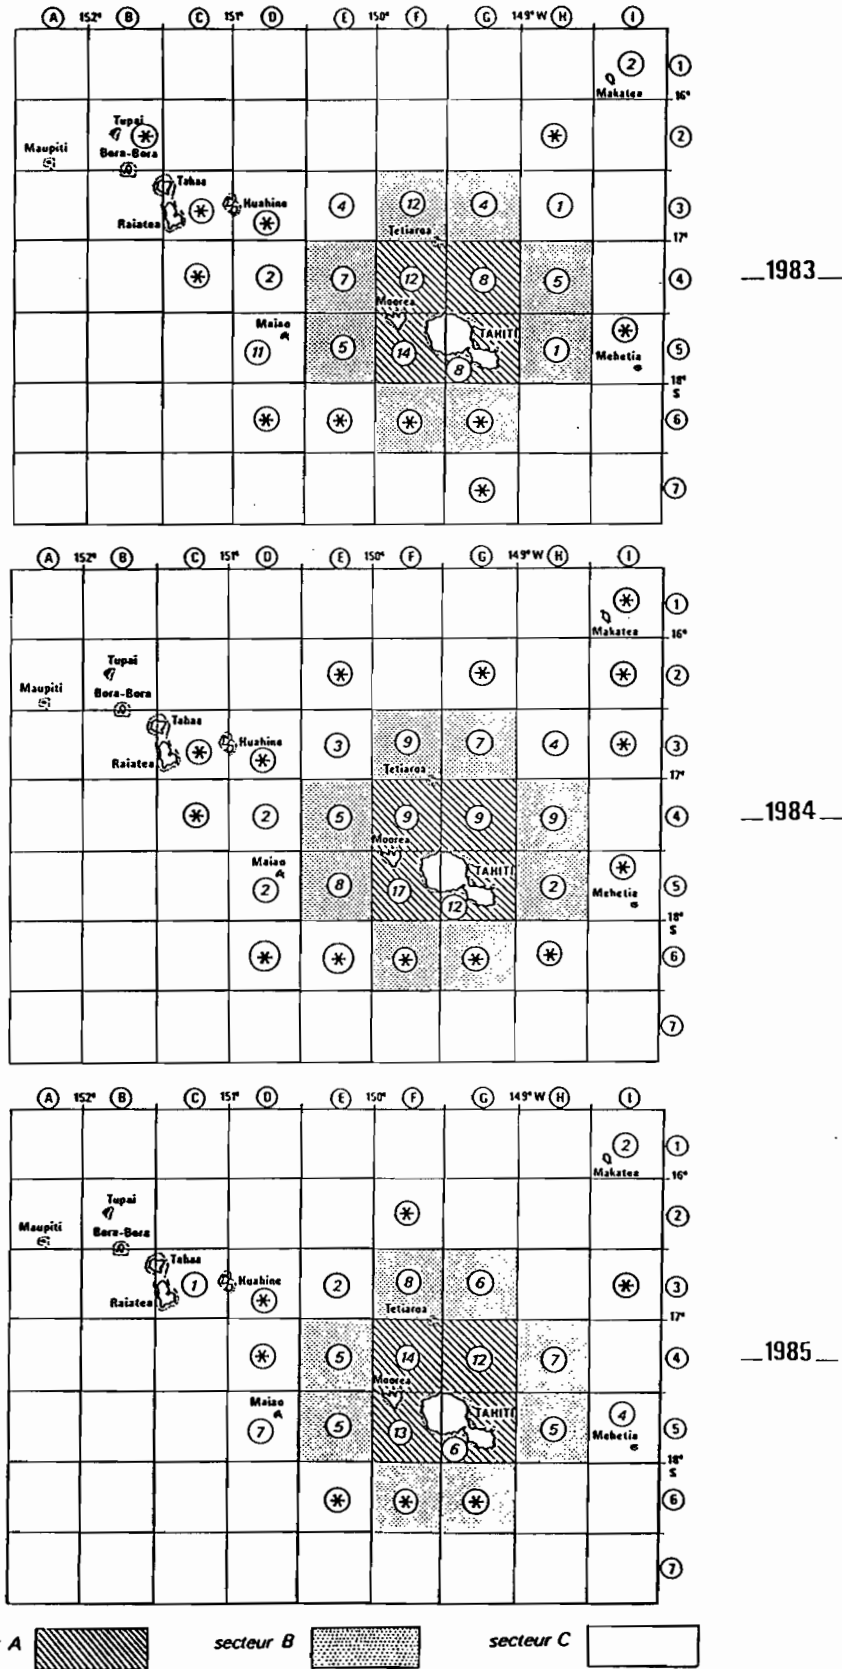 A 152° B C 151° D E 150° F G 149° W H I
2 1
Makatea 16°
Tupai * * 2
Maupiti Bora-Bora
Tahaa
Raiatea * Huahine * 4 12 4 1 3
Tetiaroa 17°
* 2 7 12 8 5 4
__1983__
Moorea
Maiao TAHITI *
11 5 14 8 1 Mehetia 5
18°
S
* * * * 6
* 7
A 152° B C 151° D E 150° F G 149° W H I
* 1
Makatea 16°
Tupai * * * 2
Maupiti Bora-Bora
Tahaa
Raiatea * Huahine * 3 9 7 4 * 3
Tetiaroa 17°
* 2 5 9 9 9 4
__1984__
Moorea
Maiao TAHITI *
2 8 17 12 2 Mehetia 5
18°
S
* * * * * 6
7
A 152° B C 151° D E 150° F G 149° W H I
2 1
Makatea 16°
Tupai * 2
Maupiti Bora-Bora
Tahaa
Raiatea 1 Huahine * 2 8 6 * 3
Tetiaroa 17°
* 5 14 12 7 4
__1985__
Moorea
Maiao TAHITI 4
7 5 13 6 5 Mehetia 5
18°
S
* * * 6
7
A secteur B secteur C